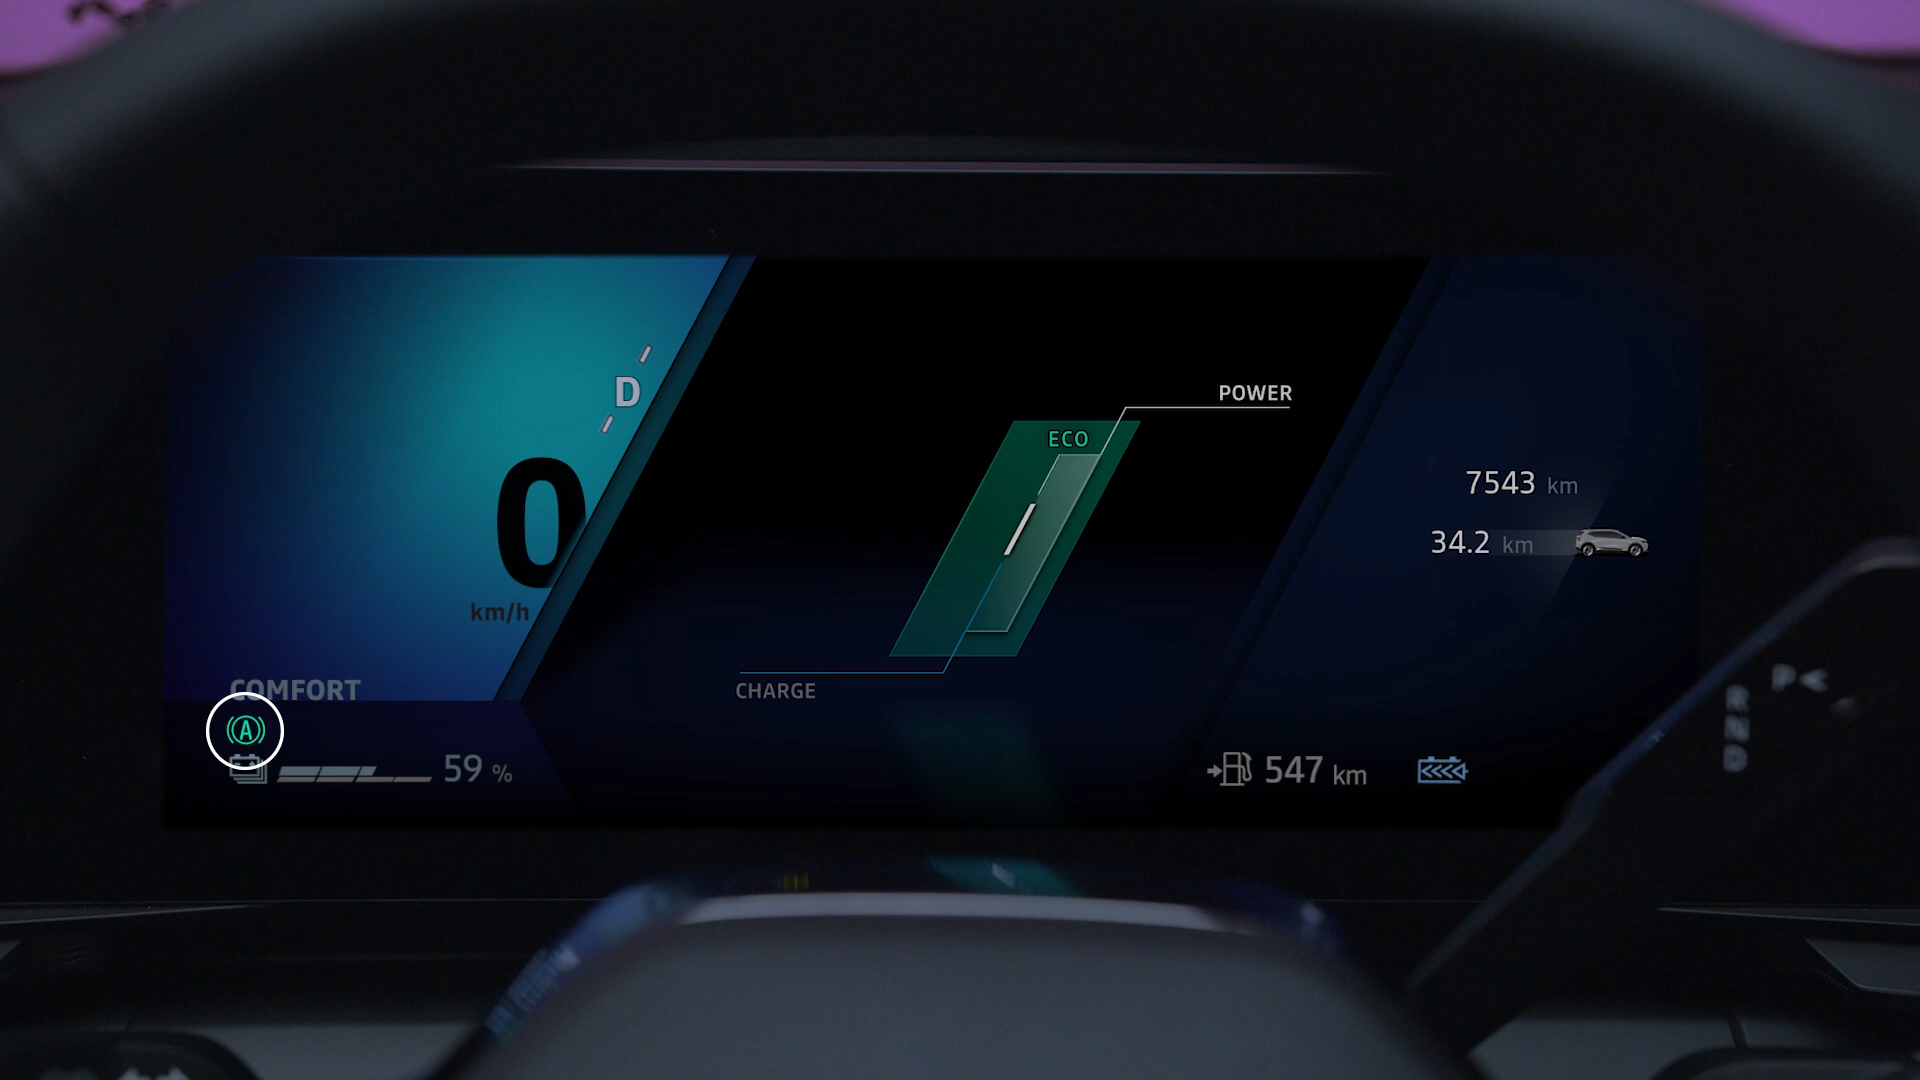 D
0
km/h
COMFORT
A
59 %
POWER
ECO
CHARGE
7543 km
34.2 km
547 km
P
R
N
D